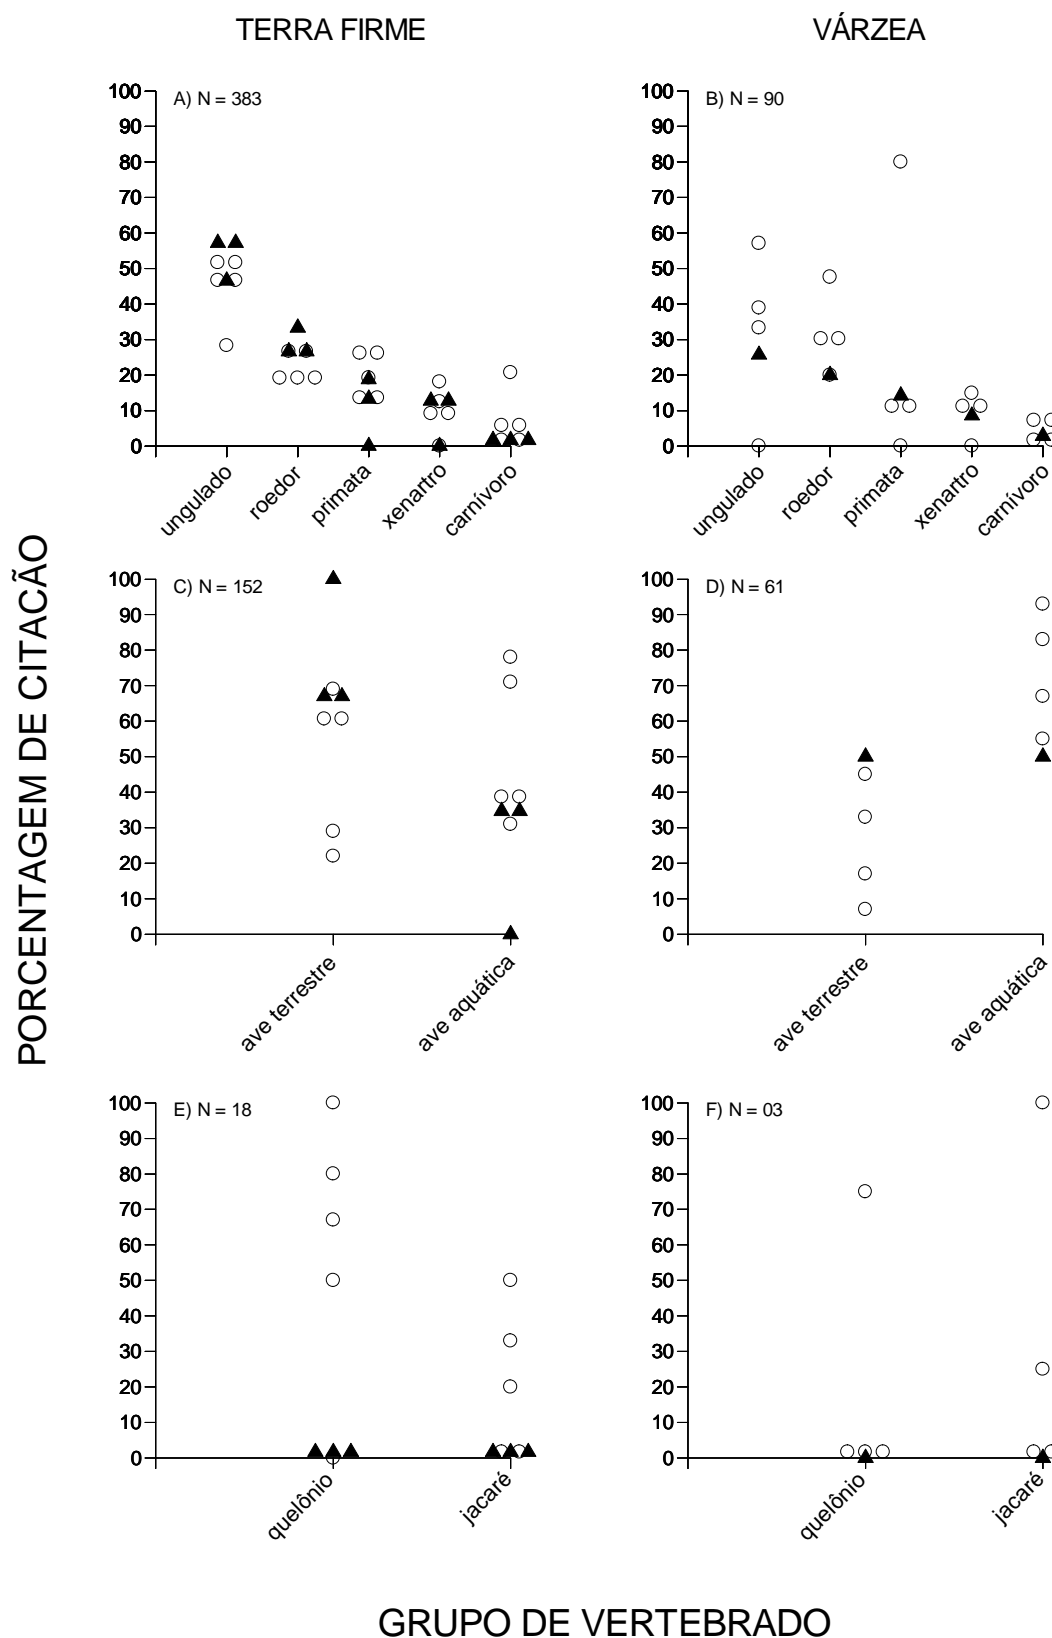 TERRA FIRME
VÁRZEA
A) N = 383
100
90
80
70
60
50
40
30
20
10
0
ungulado
roedor
primata
xenartro
carnívoro
B) N = 90
100
90
80
70
60
50
40
30
20
10
0
ungulado
roedor
primata
xenartro
carnívoro
C) N = 152
100
90
80
70
60
50
40
30
20
10
0
ave terrestre
ave aquática
D) N = 61
100
90
80
70
60
50
40
30
20
10
0
ave terrestre
ave aquática
E) N = 18
100
90
80
70
60
50
40
30
20
10
0
quelônio
jacaré
F) N = 03
100
90
80
70
60
50
40
30
20
10
0
quelônio
jacaré
PORCENTAGEM DE CITACÃO
GRUPO DE VERTEBRADO